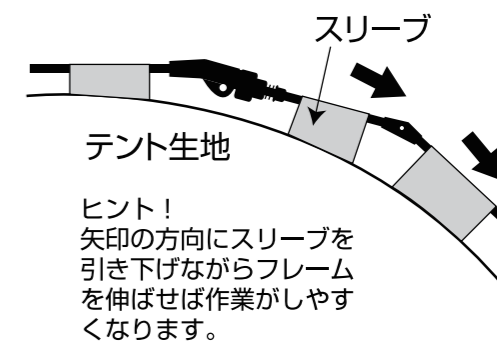 スリーブ
テント生地
ヒント！
矢印の方向にスリーブを
引き下げながらフレーム
を伸ばせば作業がしやす
くなります。